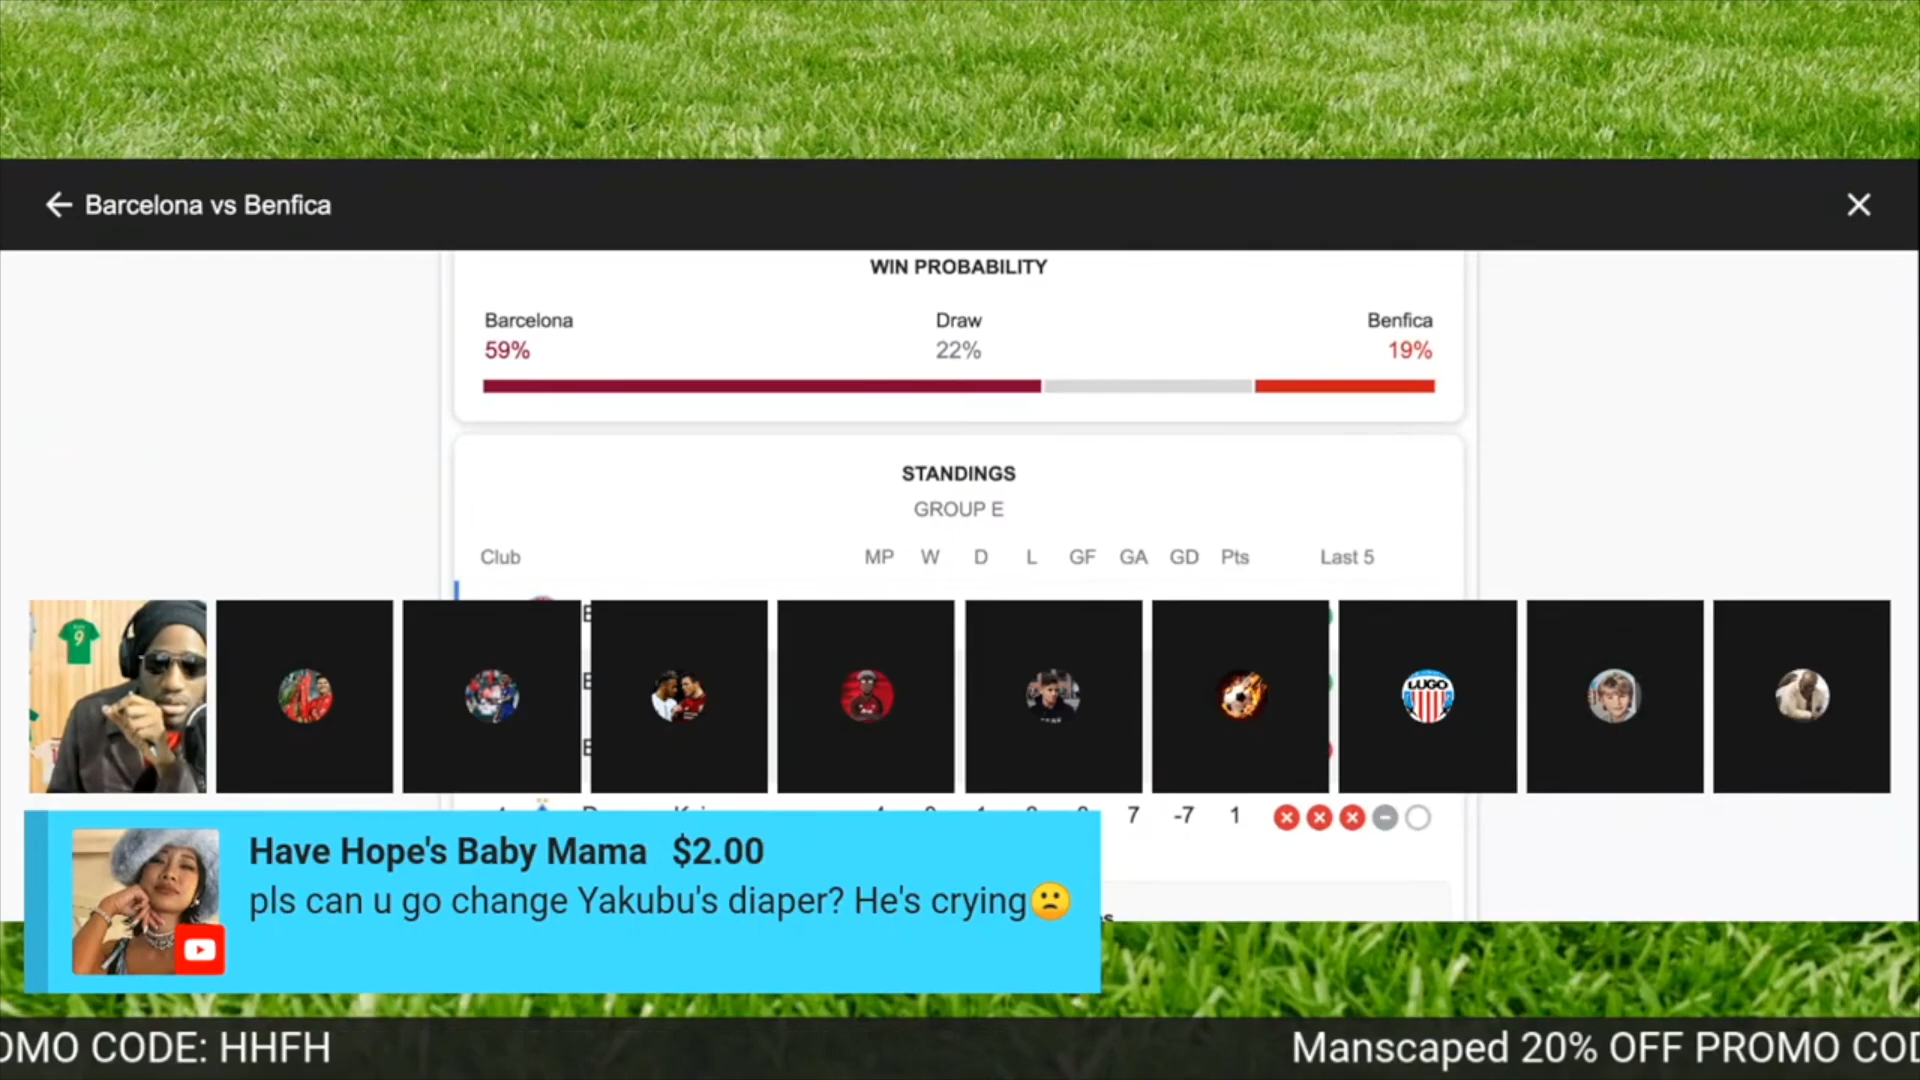 Barcelona vs Benfica
WIN PROBABILITY
Barcelona Draw Benfica
59% 22% 19%
STANDINGS
GROUP E
Club MP W D L GF GA GD Pts Last 5
9
LUGO
7 -7 1
Have Hope's Baby Mama $2.00
pls can u go change Yakubu's diaper? He's crying🙁
OMO CODE: HHFH Manscaped 20% OFF PROMO COD